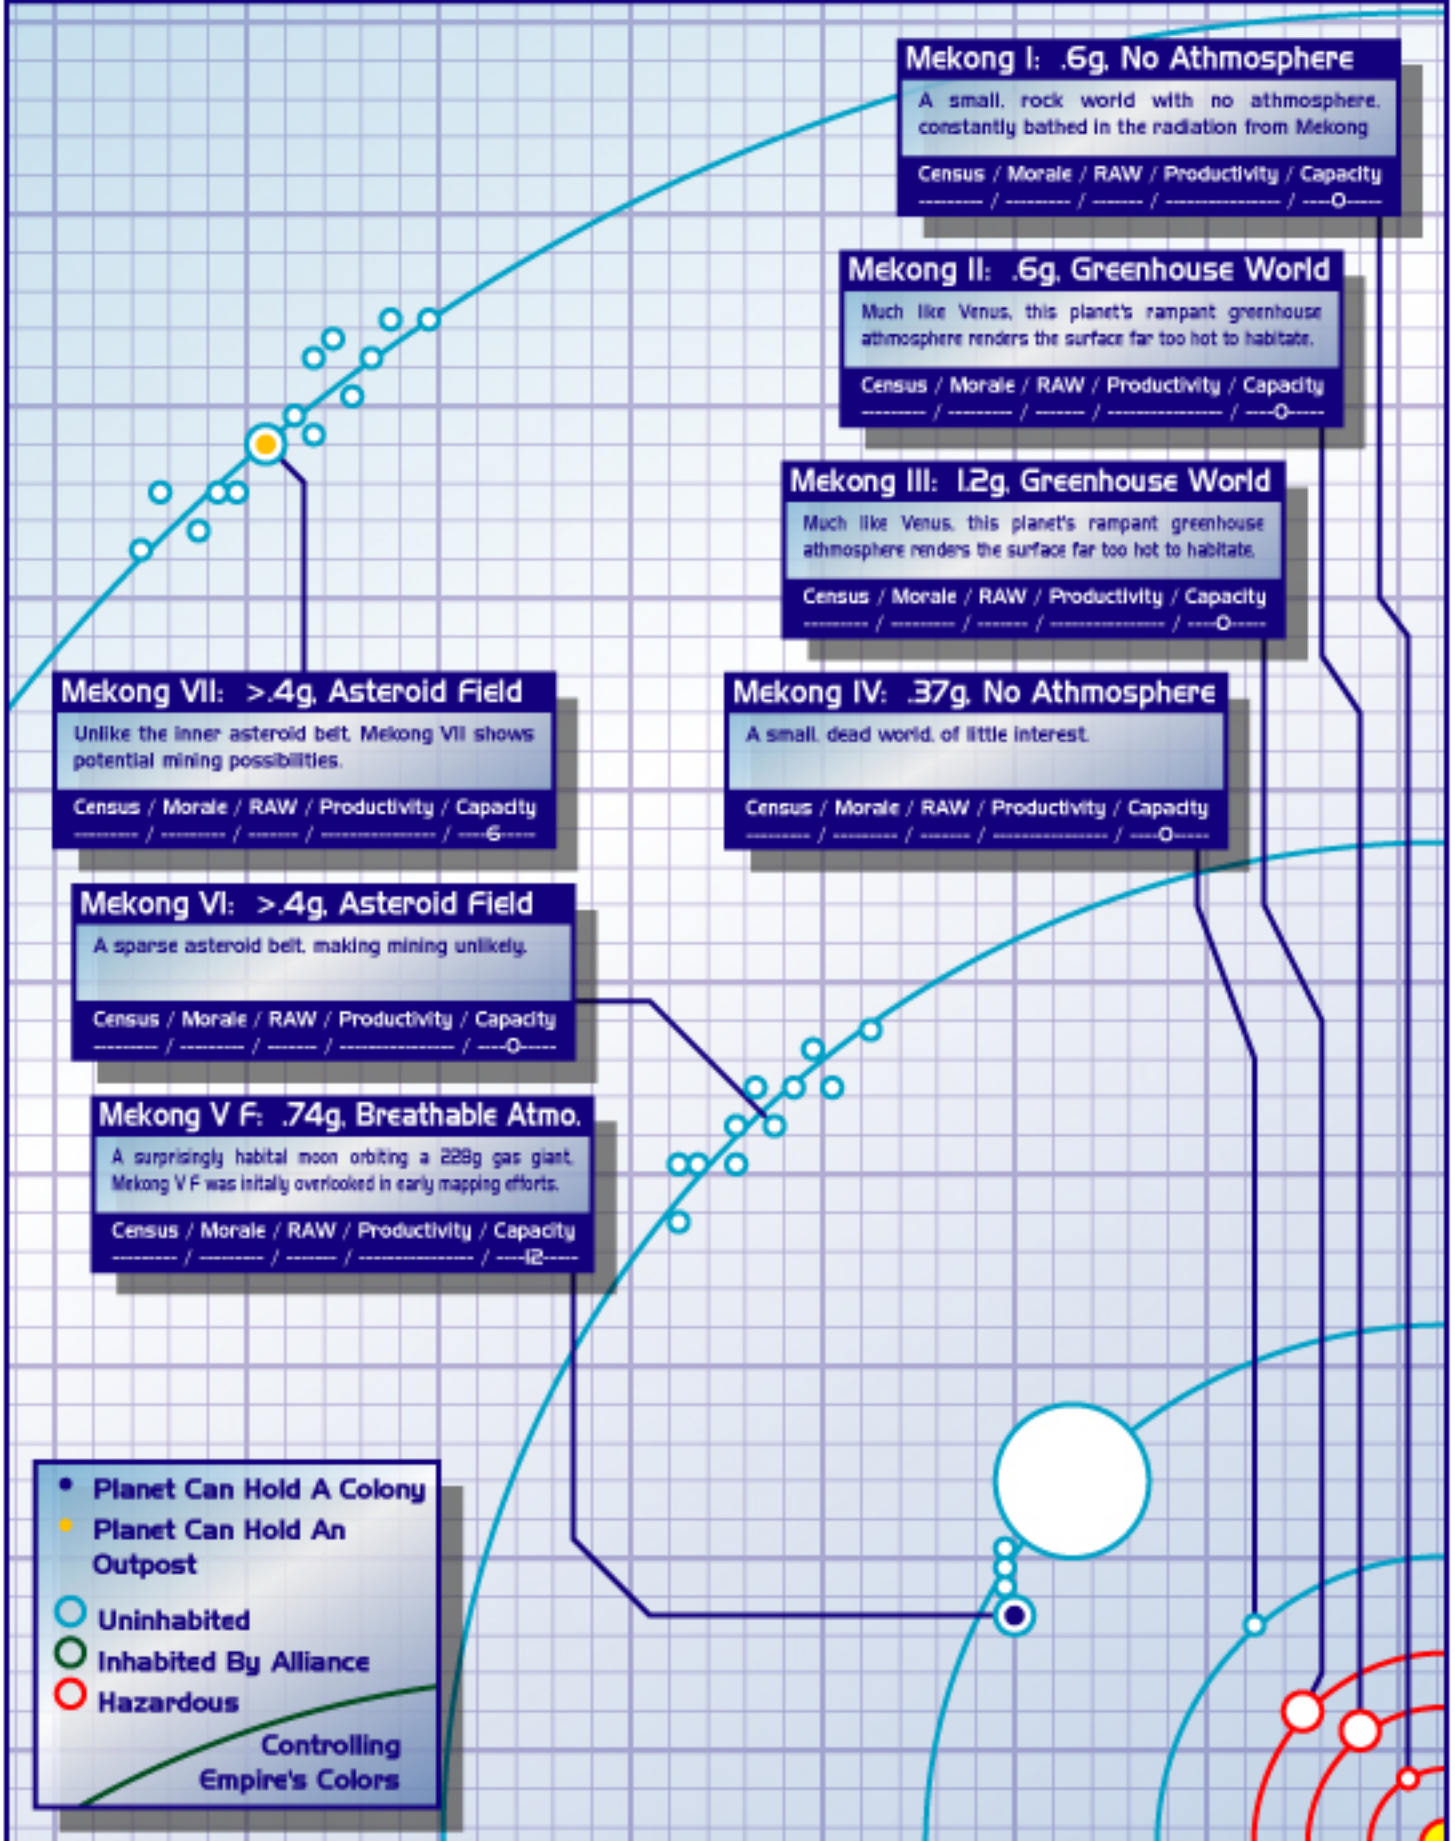 Mekong I:  .6g, No Athmosphere
A small, rock world with no athmosphere,
constantly bathed in the radiation from Mekong
Census / Morale / RAW / Productivity / Capacity
--------- / --------- / ------- / ---------------- / ----0-----
Mekong II:  .6g, Greenhouse World
Much like Venus, this planet's rampant greenhouse
athmosphere renders the surface far too hot to habitate.
Census / Morale / RAW / Productivity / Capacity
--------- / --------- / ------- / ---------------- / ----0-----
Mekong III:  1.2g, Greenhouse World
Much like Venus, this planet's rampant greenhouse
athmosphere renders the surface far too hot to habitate.
Census / Morale / RAW / Productivity / Capacity
--------- / --------- / ------- / ---------------- / ----0-----
Mekong VII:  >.4g, Asteroid Field
Unlike the inner asteroid belt, Mekong VII shows
potential mining possibilities.
Census / Morale / RAW / Productivity / Capacity
--------- / --------- / ------- / ---------------- / ----6-----
Mekong IV:  .37g, No Athmosphere
A small, dead world, of little interest.
Census / Morale / RAW / Productivity / Capacity
--------- / --------- / ------- / ---------------- / ----0-----
Mekong VI:  >.4g, Asteroid Field
A sparse asteroid belt, making mining unlikely.
Census / Morale / RAW / Productivity / Capacity
--------- / --------- / ------- / ---------------- / ----0-----
Mekong V F:  .74g, Breathable Atmo.
A surprisingly habital moon orbiting a 228g gas giant,
Mekong V F was initally overlooked in early mapping efforts.
Census / Morale / RAW / Productivity / Capacity
--------- / --------- / ------- / ---------------- / ----12-----
Planet Can Hold A Colony
Planet Can Hold An
Outpost
Uninhabited
Inhabited By Alliance
Hazardous
Controlling
Empire's Colors